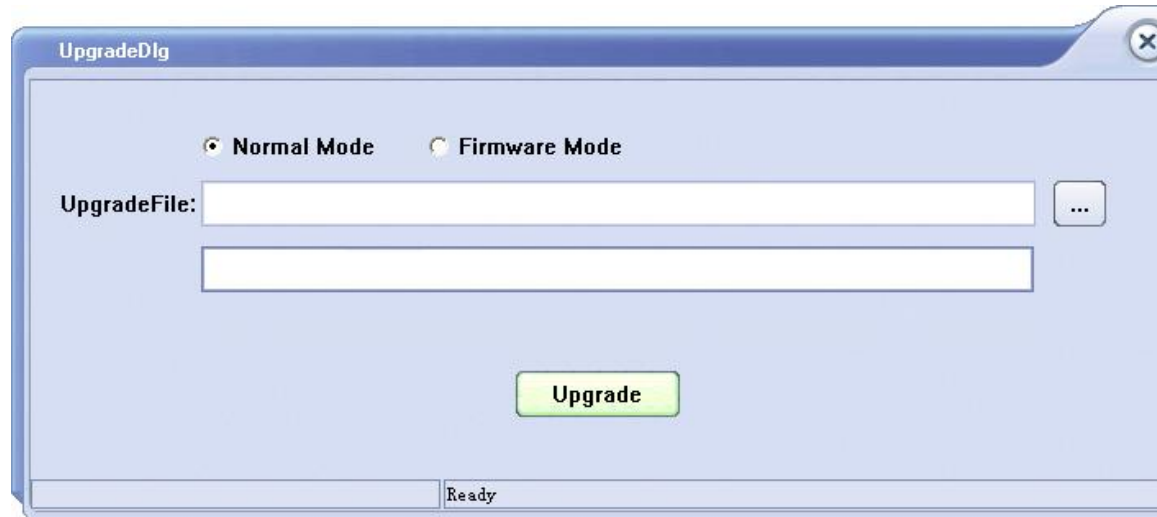 UpgradeDlg
Normal Mode Firmware Mode
UpgradeFile: ...
Upgrade
Ready